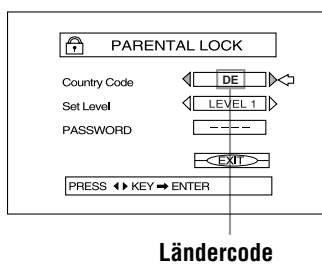 PARENTAL LOCK
Country Code DE
Set Level LEVEL 1
PASSWORD – – – –
EXIT
PRESS ◀ ▶ KEY ➡ ENTER
Ländercode